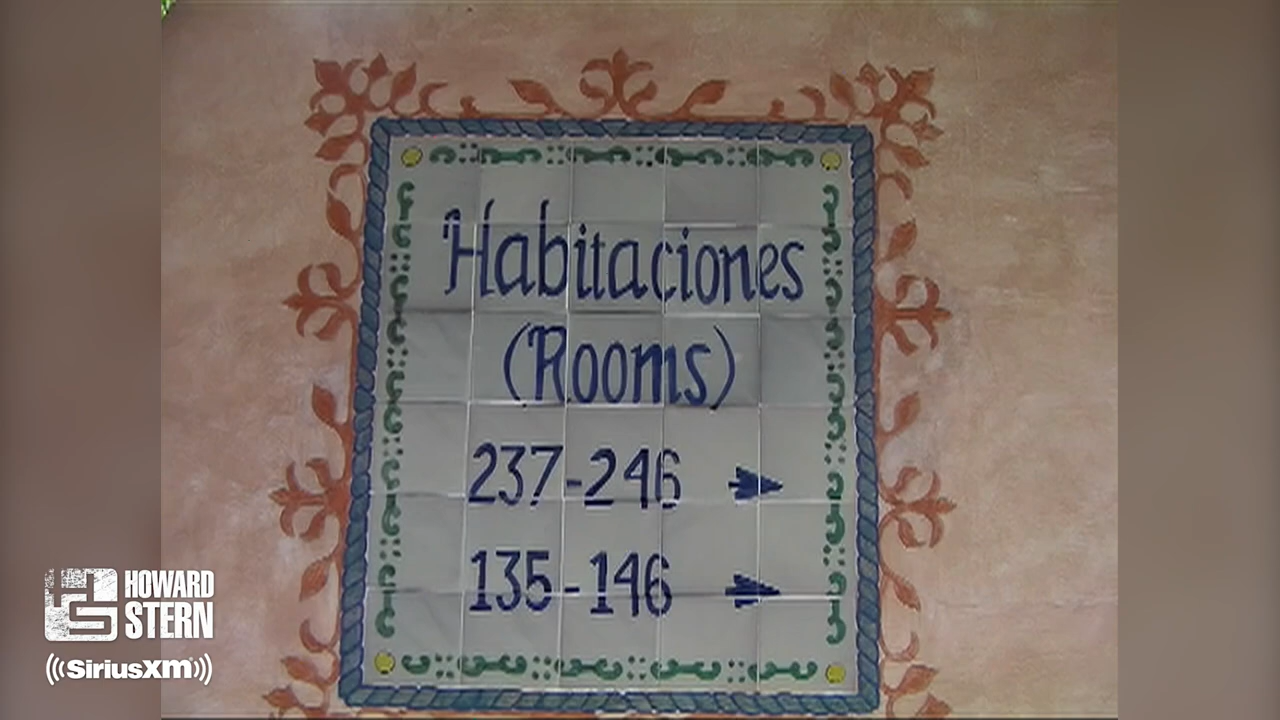 Habitaciones
(Rooms)
237-246
135-146
HOWARD
STERN
((SiriusXM))